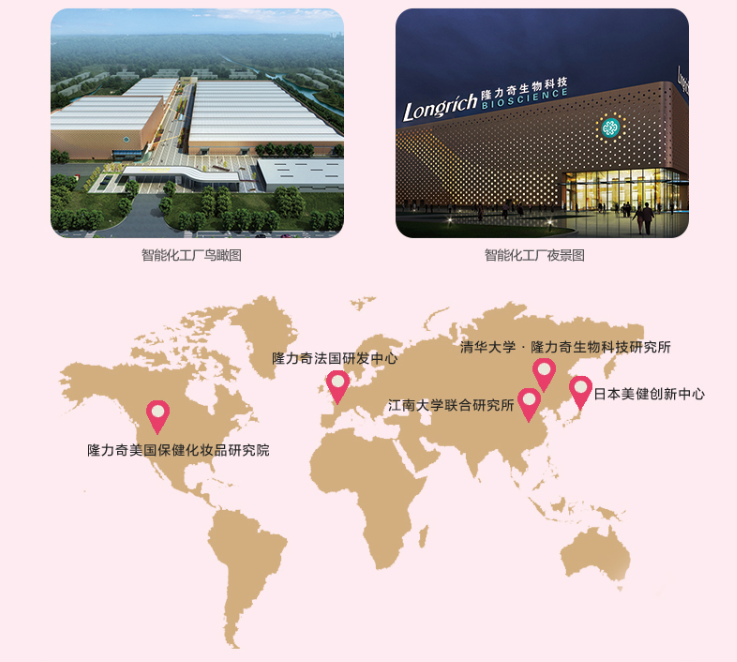 Longrich 隆力奇生物科技
BIOSCIENCE
Longrich
智能化工厂鸟瞰图
智能化工厂夜景图
清华大学·隆力奇生物科技研究所
隆力奇法国研发中心
日本美健创新中心
江南大学联合研究所
隆力奇美国保健化妆品研究院